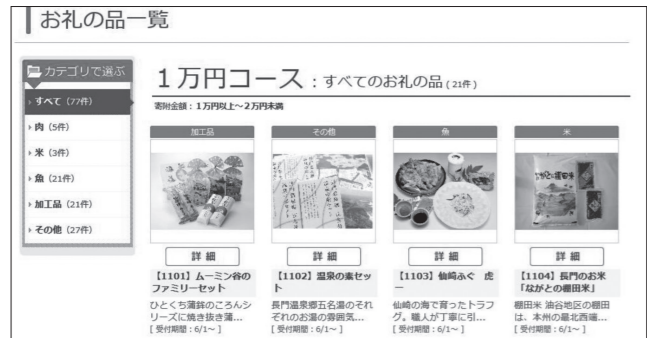 お礼の品一覧
カテゴリで選ぶ
すべて (77件)
肉 (5件)
米 (3件)
魚 (21件)
加工品 (21件)
その他 (27件)
1万円コース：すべてのお礼の品 (21件)
寄附金額：1万円以上～2万円未満
加工品
詳 細
【1101】ムーミン谷の
ファミリーセット
ひとくち蒲鉾のころんシ
リーズに焼き抜き蒲...
[ 受付期間：6/1～ ]
その他
詳 細
【1102】温泉の素セッ
ト
長門温泉郷五名湯のそれ
ぞれのお湯の雰囲気...
[ 受付期間：6/1～ ]
魚
詳 細
【1103】仙崎ふぐ 虎
ー
仙崎の海で育ったトラフ
グ。職人が丁寧に引...
[ 受付期間：6/1～ ]
米
詳 細
【1104】長門のお米
「ながとの棚田米」
棚田米 油谷地区の棚田
は、本州の最北西端...
[ 受付期間：6/1～ ]